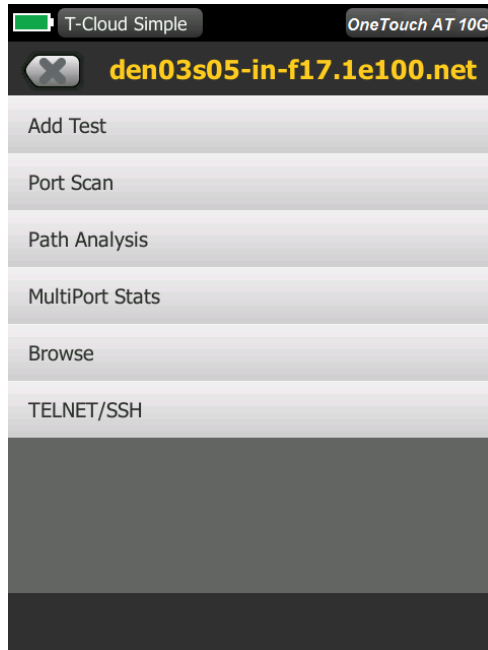 T-Cloud Simple
OneTouch AT 10G
den03s05-in-f17.1e100.net
Add Test
Port Scan
Path Analysis
MultiPort Stats
Browse
TELNET/SSH